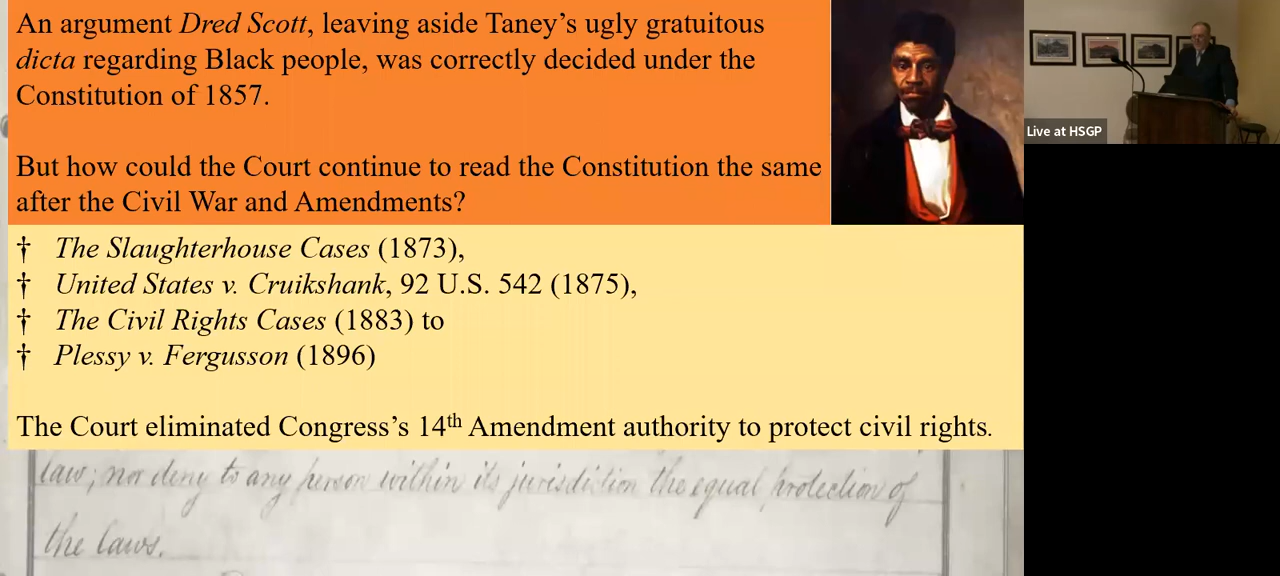 An argument Dred Scott, leaving aside Taney’s ugly gratuitous
dicta regarding Black people, was correctly decided under the
Constitution of 1857.
But how could the Court continue to read the Constitution the same
after the Civil War and Amendments?
† The Slaughterhouse Cases (1873),
† United States v. Cruikshank, 92 U.S. 542 (1875),
† The Civil Rights Cases (1883) to
† Plessy v. Fergusson (1896)
The Court eliminated Congress’s 14th Amendment authority to protect civil rights.
law; nor deny to any person within its jurisdiction the equal protection of
the laws.
Live at HSGP